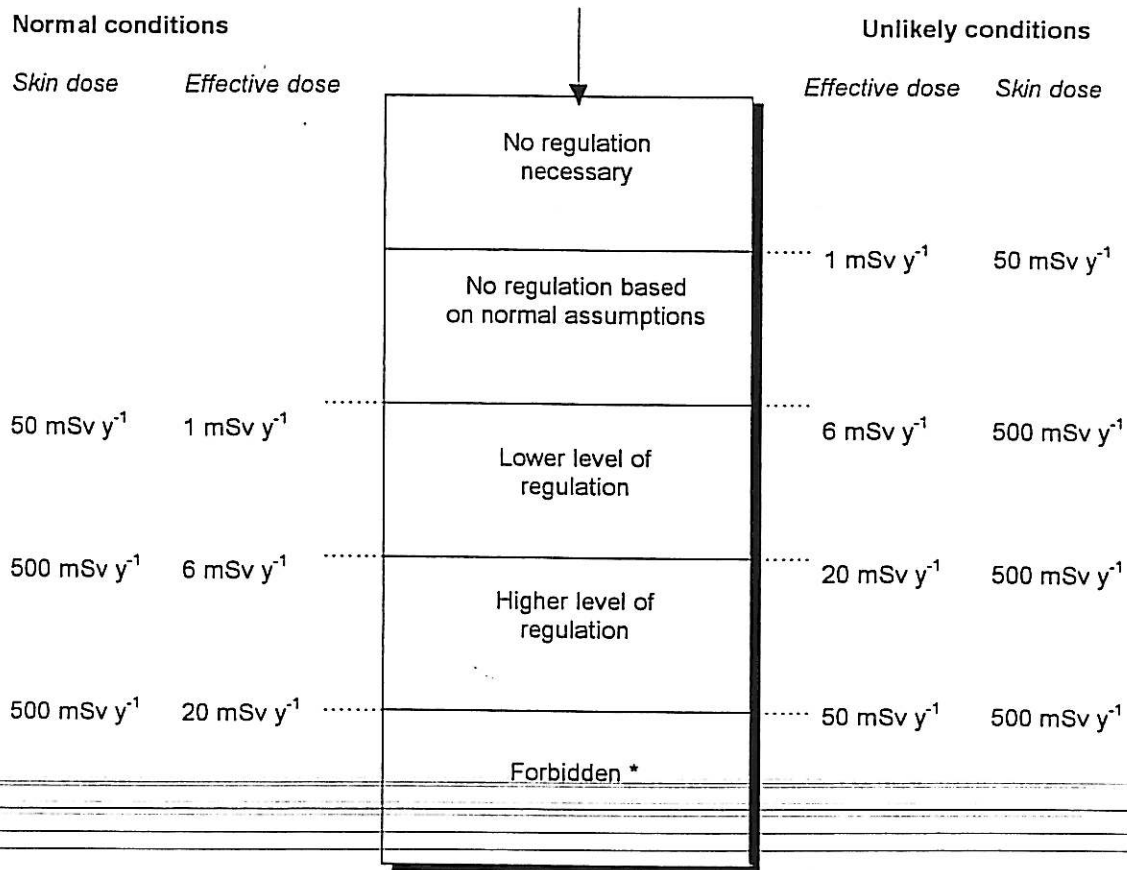 Normal conditions Unlikely conditions
Skin dose Effective dose Effective dose Skin dose
No regulation
necessary
1 mSv y⁻¹ 50 mSv y⁻¹
No regulation based
on normal assumptions
50 mSv y⁻¹ 1 mSv y⁻¹ 6 mSv y⁻¹ 500 mSv y⁻¹
Lower level of
regulation
500 mSv y⁻¹ 6 mSv y⁻¹ 20 mSv y⁻¹ 500 mSv y⁻¹
Higher level of
regulation
500 mSv y⁻¹ 20 mSv y⁻¹ 50 mSv y⁻¹ 500 mSv y⁻¹
Forbidden *